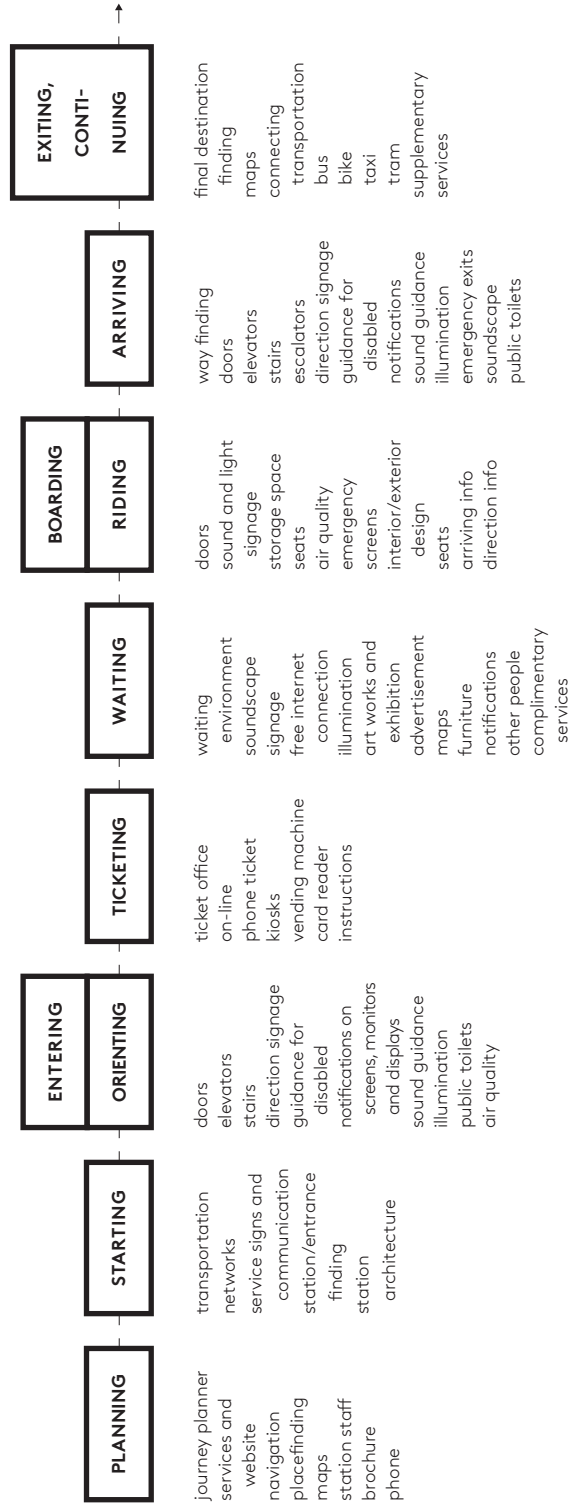 PLANNING
journey planner
services and
website
navigation
placefinding
maps
station staff
brochure
phone
STARTING
transportation
networks
service signs and
communication
station/entrance
finding
station
architecture
ENTERING
ORIENTING
doors
elevators
stairs
direction signage
guidance for
disabled
notifications on
screens, monitors
and displays
sound guidance
illumination
public toilets
air quality
TICKETING
ticket office
on-line
phone ticket
kiosks
vending machine
card reader
instructions
WAITING
waiting
environment
soundscape
signage
free internet
connection
illumination
art works and
exhibition
advertisement
maps
furniture
notifications
other people
complimentary
services
BOARDING
RIDING
doors
sound and light
signage
storage space
seats
air quality
emergency
screens
interior/exterior
design
seats
arriving info
direction info
ARRIVING
way finding
doors
elevators
stairs
escalators
direction signage
guidance for
disabled
notifications
sound guidance
illumination
emergency exits
soundscape
public toilets
EXITING,
CONTI-
NUING
final destination
finding
maps
connecting
transportation
bus
bike
taxi
tram
supplementary
services